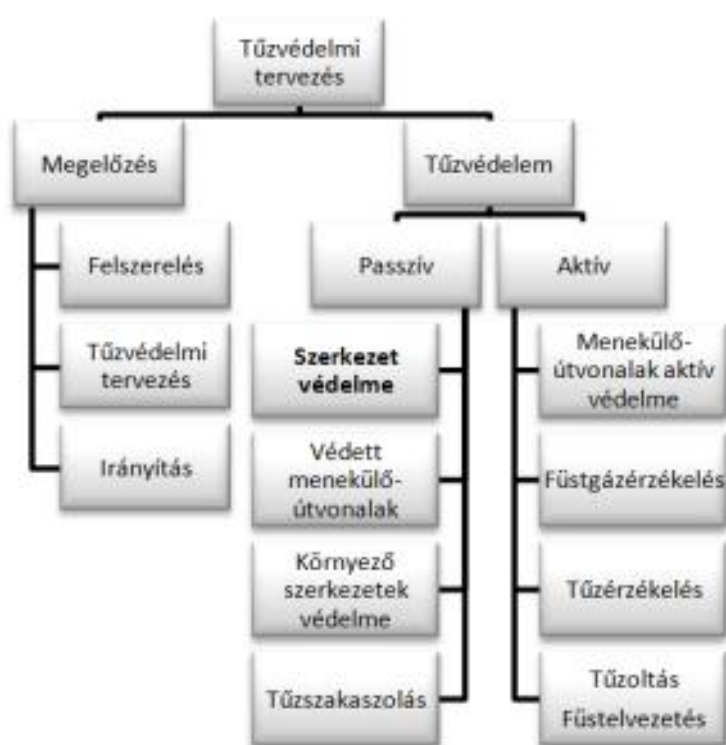 Tűzvédelmi
tervezés
Megelőzés
Felszerelés
Tűzvédelmi
tervezés
Irányítás
Tűzvédelem
Passzív
Szerkezet
védelme
Védett
menekülő-
útvonalak
Környező
szerkezetek
védelme
Tűzszakaszolás
Aktív
Menekülő-
útvonalak aktív
védelme
Füstgázérzékelés
Tűzérzékelés
Tűzoltás
Füstelvezetés